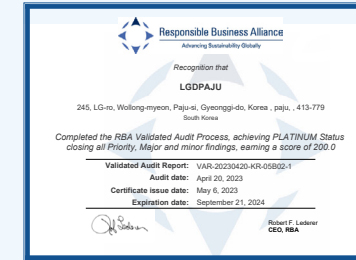 Responsible Business Alliance
Advancing Sustainability Globally
Recognition that
LGDPAJU
245, LG-ro, Wollong-myeon, Paju-si, Gyeonggi-do, Korea , paju, , 413-779
South Korea
Completed the RBA Validated Audit Process, achieving PLATINUM Status
closing all Priority, Major and minor findings, earning a score of 200.0
Validated Audit Report: VAR-20230420-KR-05B02-1
Audit date: April 20, 2023
Certificate issue date: May 6, 2023
Expiration date: September 21, 2024
Robert F. Lederer
CEO, RBA